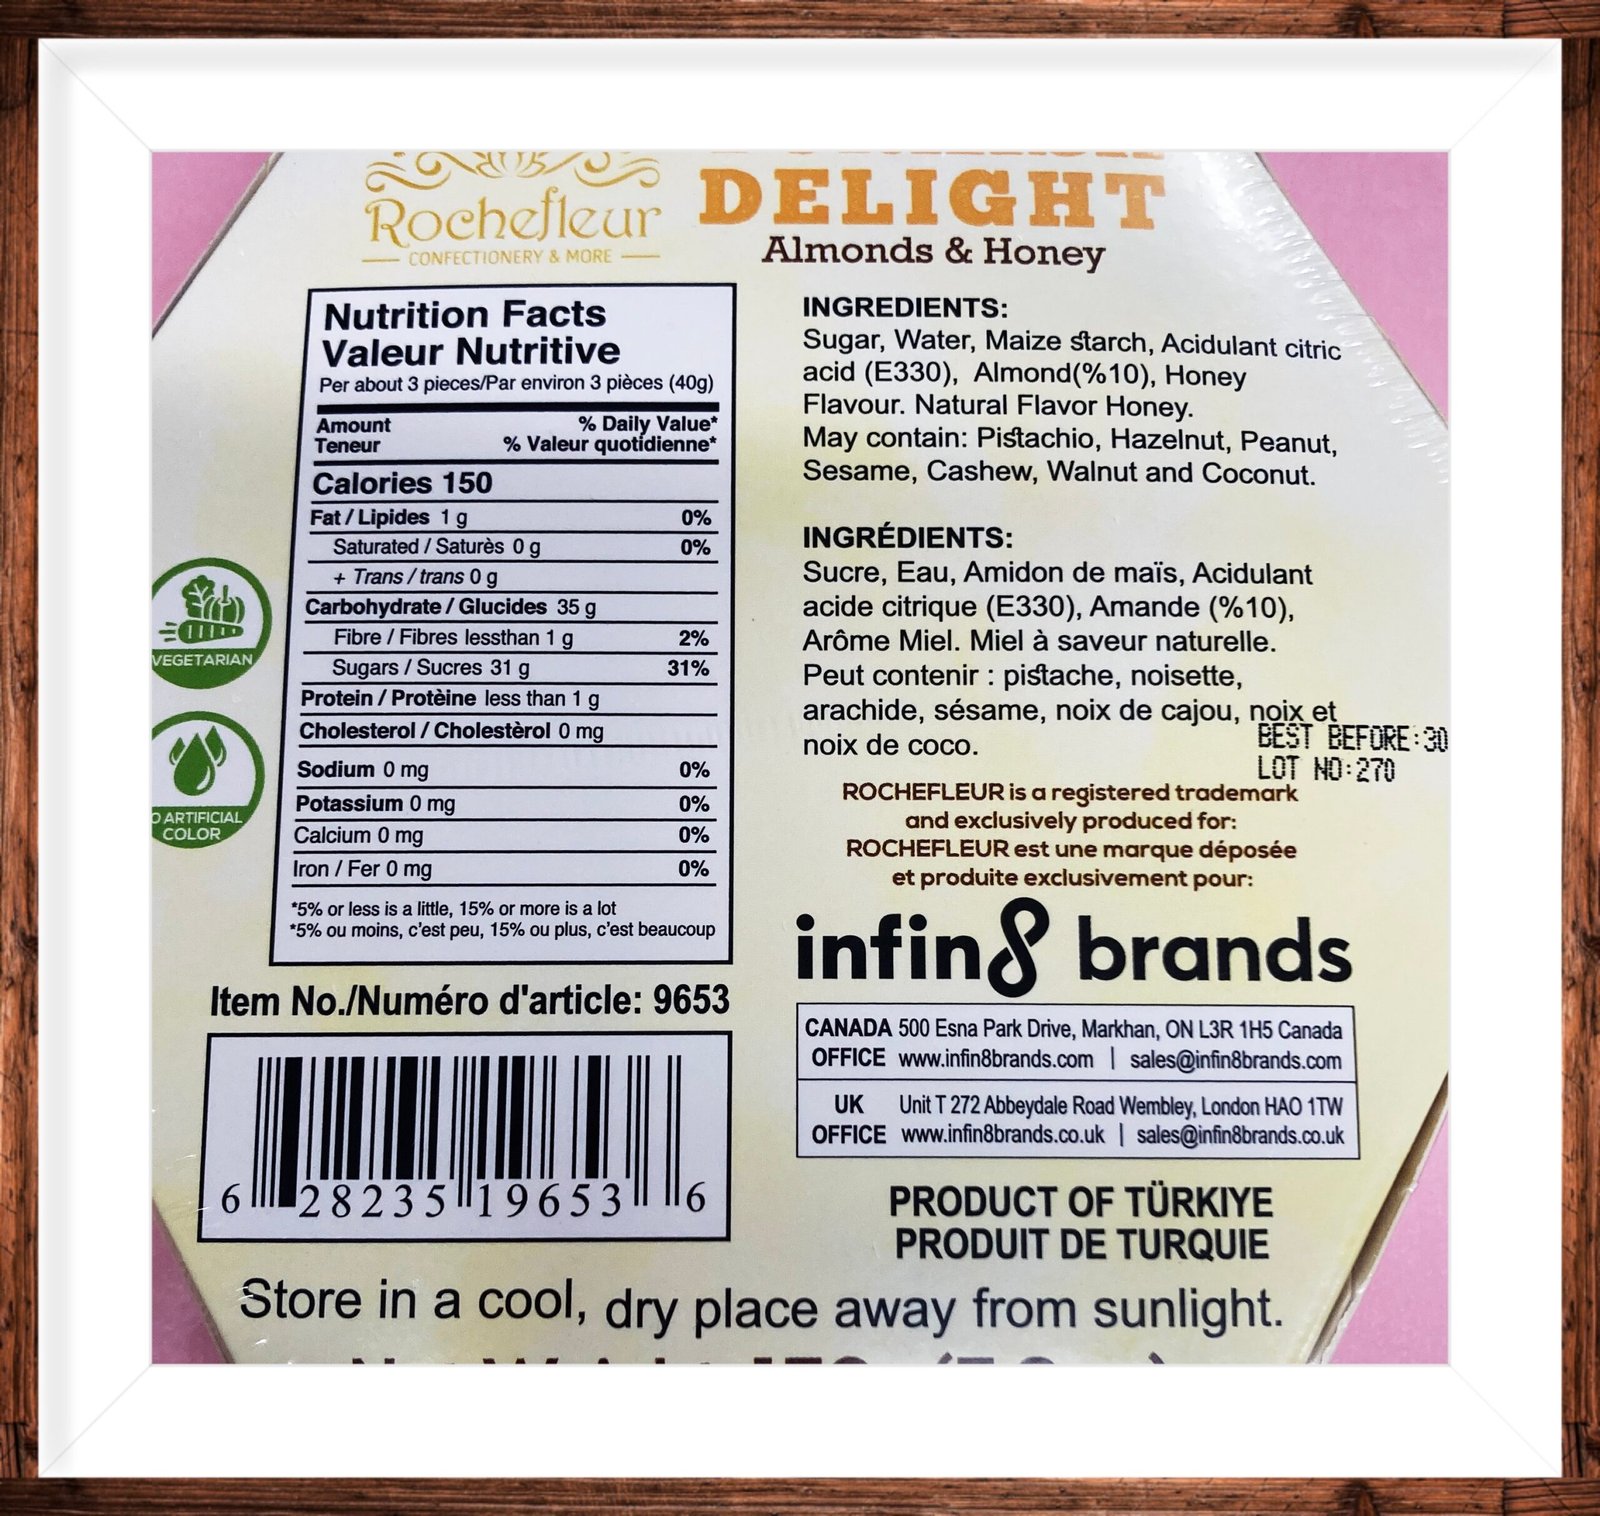 Rochefleur
CONFECTIONERY & MORE
DELIGHT
Almonds & Honey
Nutrition Facts
Valeur Nutritive
Per about 3 pieces/Par environ 3 pièces (40g)
Amount % Daily Value*
Teneur % Valeur quotidienne*
Calories 150
Fat / Lipides 1 g 0%
Saturated / Saturès 0 g 0%
+ Trans / trans 0 g
Carbohydrate / Glucides 35 g
Fibre / Fibres lessthan 1 g 2%
Sugars / Sucres 31 g 31%
Protein / Protèine less than 1 g
Cholesterol / Cholestèrol 0 mg
Sodium 0 mg 0%
Potassium 0 mg 0%
Calcium 0 mg 0%
Iron / Fer 0 mg 0%
*5% or less is a little, 15% or more is a lot
*5% ou moins, c'est peu, 15% ou plus, c'est beaucoup
VEGETARIAN
ARTIFICIAL
COLOR
Item No./Numéro d'article: 9653
6 28235 19653 6
INGREDIENTS:
Sugar, Water, Maize starch, Acidulant citric
acid (E330), Almond(%10), Honey
Flavour. Natural Flavor Honey.
May contain: Pistachio, Hazelnut, Peanut,
Sesame, Cashew, Walnut and Coconut.
INGRÉDIENTS:
Sucre, Eau, Amidon de maïs, Acidulant
acide citrique (E330), Amande (%10),
Arôme Miel. Miel à saveur naturelle.
Peut contenir : pistache, noisette,
arachide, sésame, noix de cajou, noix et
noix de coco.
BEST BEFORE:30
LOT NO:270
ROCHEFLEUR is a registered trademark
and exclusively produced for:
ROCHEFLEUR est une marque déposée
et produite exclusivement pour:
infin8 brands
CANADA 500 Esna Park Drive, Markhan, ON L3R 1H5 Canada
OFFICE www.infin8brands.com | sales@infin8brands.com
UK Unit T 272 Abbeydale Road Wembley, London HAO 1TW
OFFICE www.infin8brands.co.uk | sales@infin8brands.co.uk
PRODUCT OF TÜRKIYE
PRODUIT DE TURQUIE
Store in a cool, dry place away from sunlight.